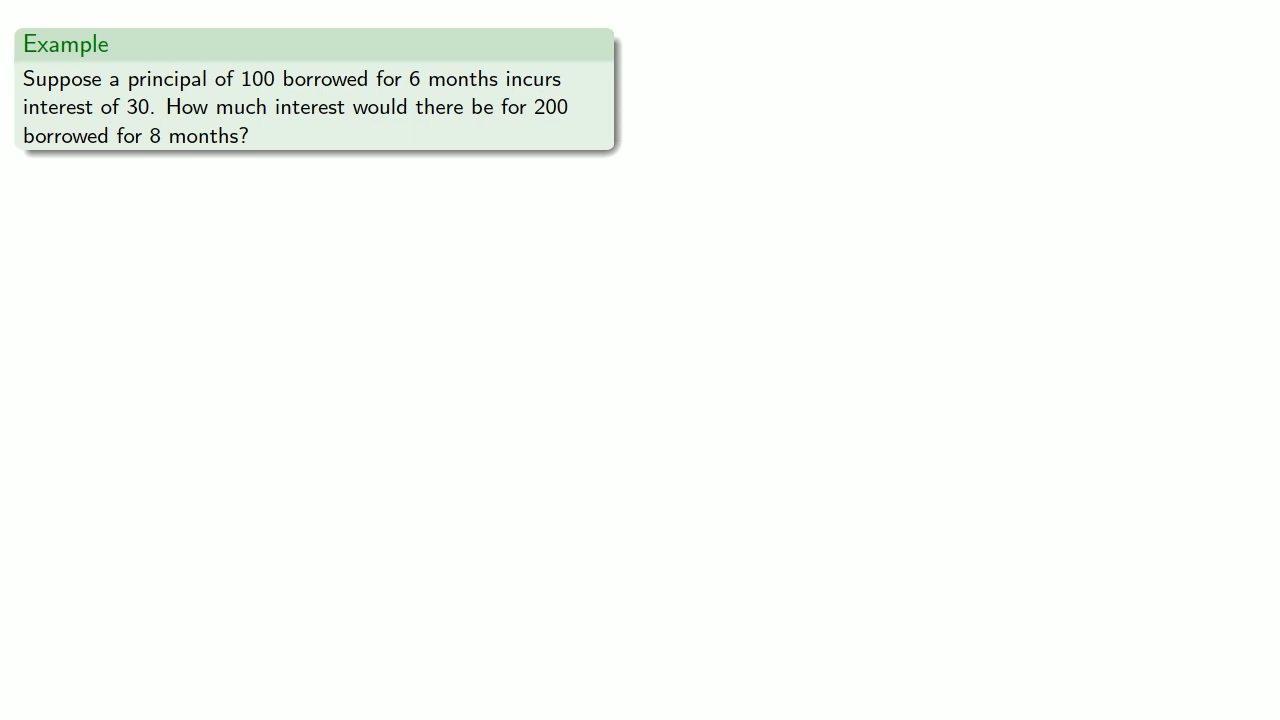 Example
Suppose a principal of 100 borrowed for 6 months incurs
interest of 30. How much interest would there be for 200
borrowed for 8 months?